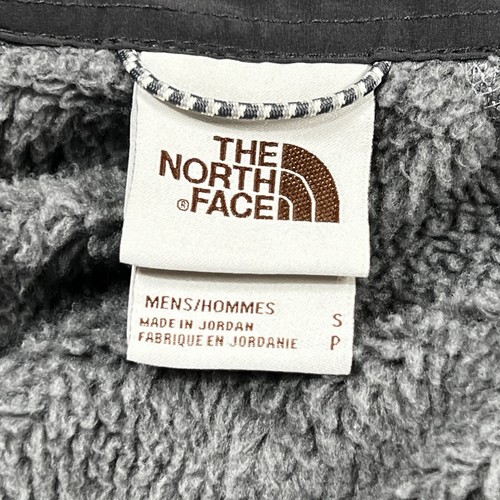 THE
NORTH
®FACE
MENS/HOMMES S
MADE IN JORDAN
FABRIQUE EN JORDANIE P